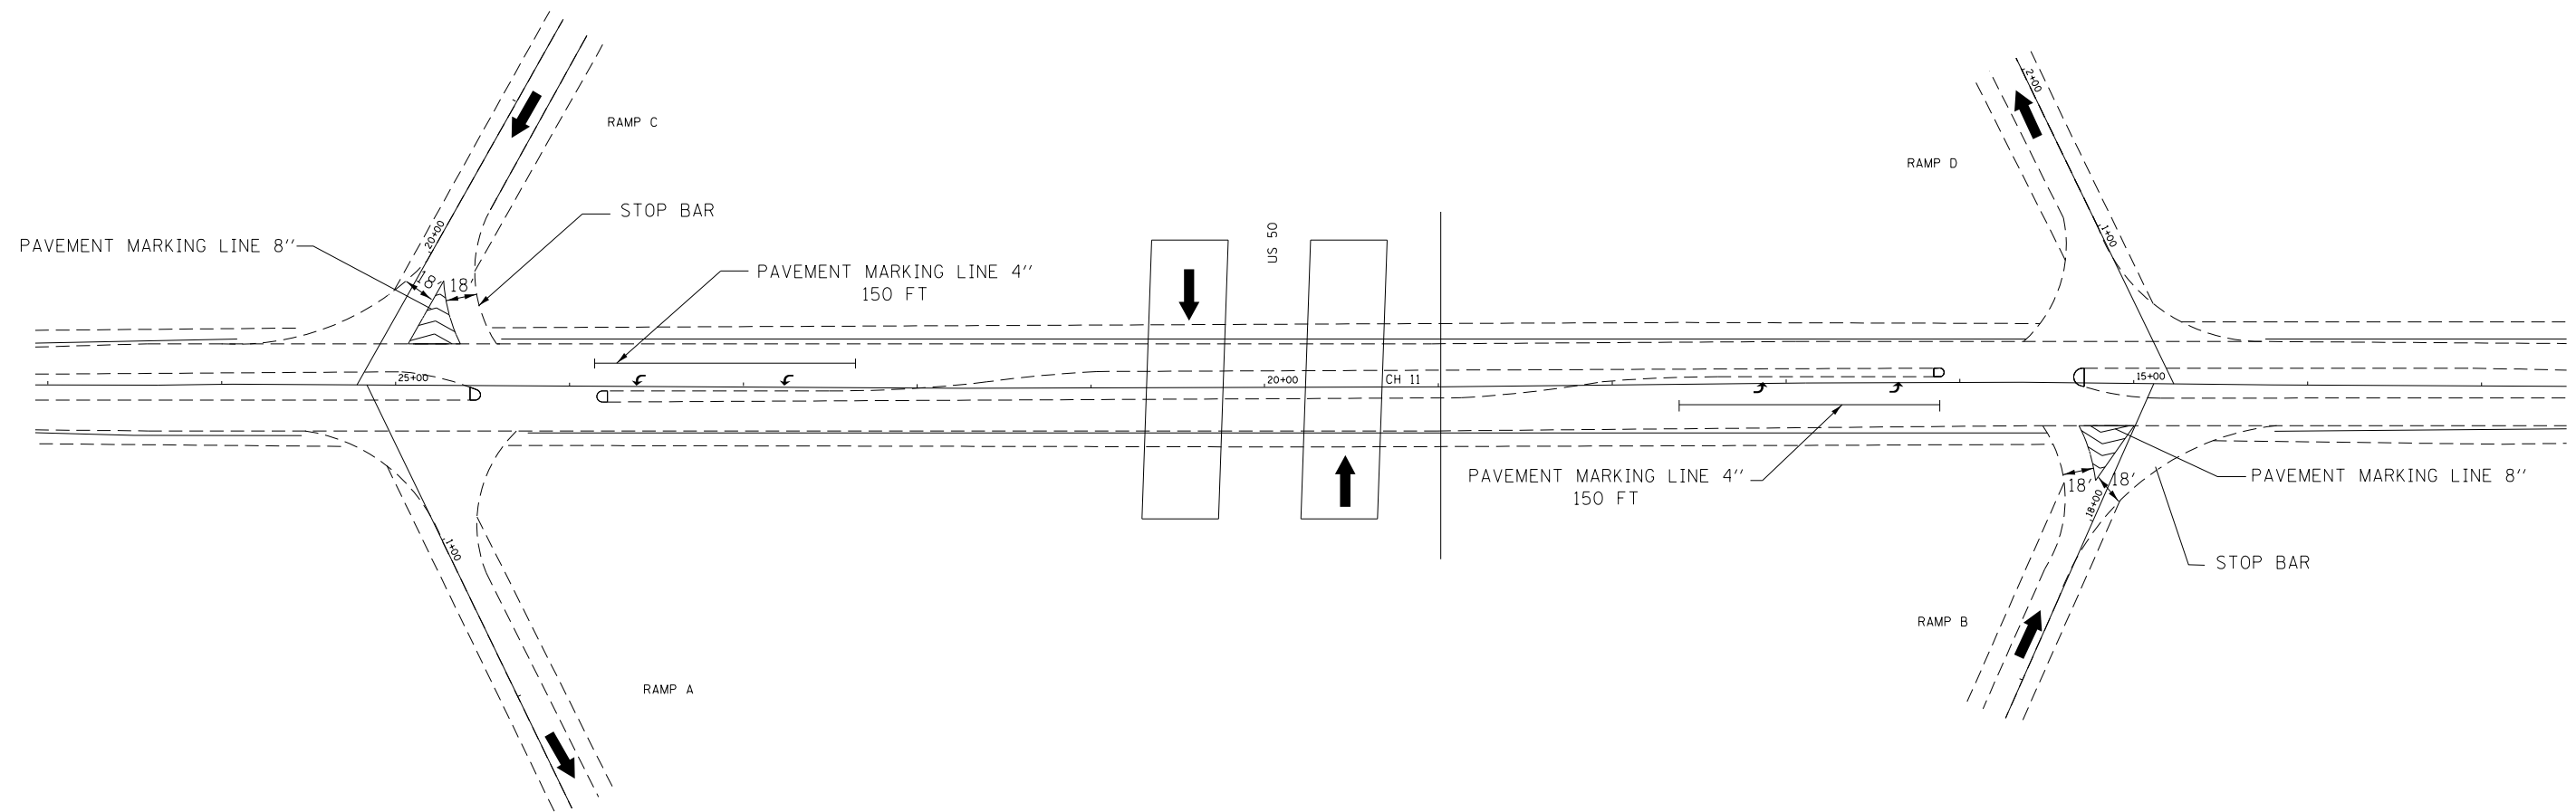 2+00
RAMP C
RAMP D
STOP BAR
20+00
1+00
US 50
PAVEMENT MARKING LINE 8''
PAVEMENT MARKING LINE 4''
150 FT
18'
18'
25+00
20+00
CH 11
15+00
PAVEMENT MARKING LINE 4''
150 FT
18'
18'
PAVEMENT MARKING LINE 8''
18+00
1+00
STOP BAR
RAMP B
RAMP A